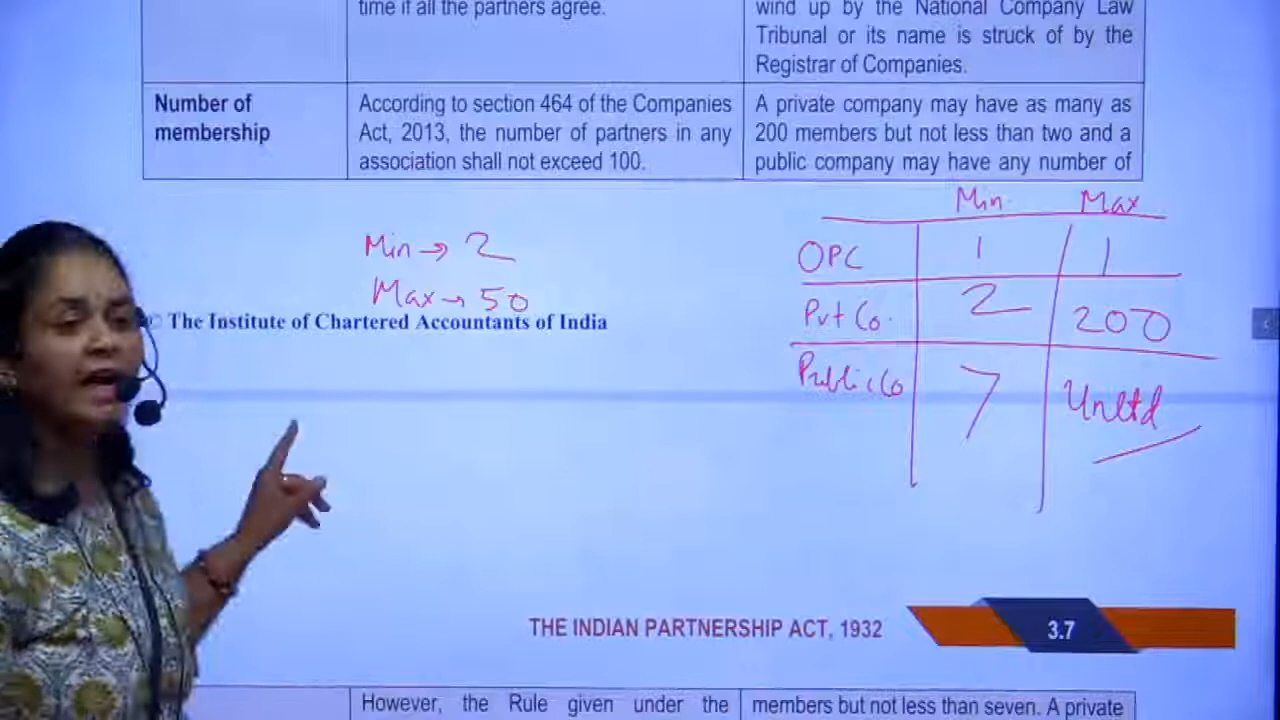 time if all the partners agree.
wind up by the National Company Law
Tribunal or its name is struck of by the
Registrar of Companies.
Number of
membership
According to section 464 of the Companies
Act, 2013, the number of partners in any
association shall not exceed 100.
A private company may have as many as
200 members but not less than two and a
public company may have any number of
Min → 2
Max → 50
Min Max
OPC 1 1
Pvt Co. 2 200
Public Co 7 Unltd
© The Institute of Chartered Accountants of India
THE INDIAN PARTNERSHIP ACT, 1932 3.7
However, the Rule given under the
members but not less than seven. A private